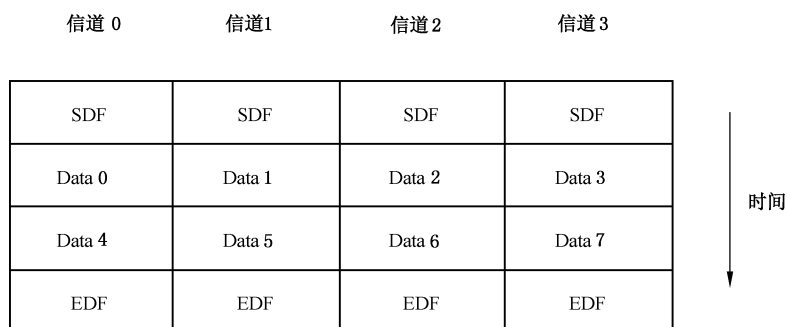 信道 0 信道1 信道2 信道3
SDF SDF SDF SDF
Data 0 Data 1 Data 2 Data 3
时间
Data 4 Data 5 Data 6 Data 7
EDF EDF EDF EDF